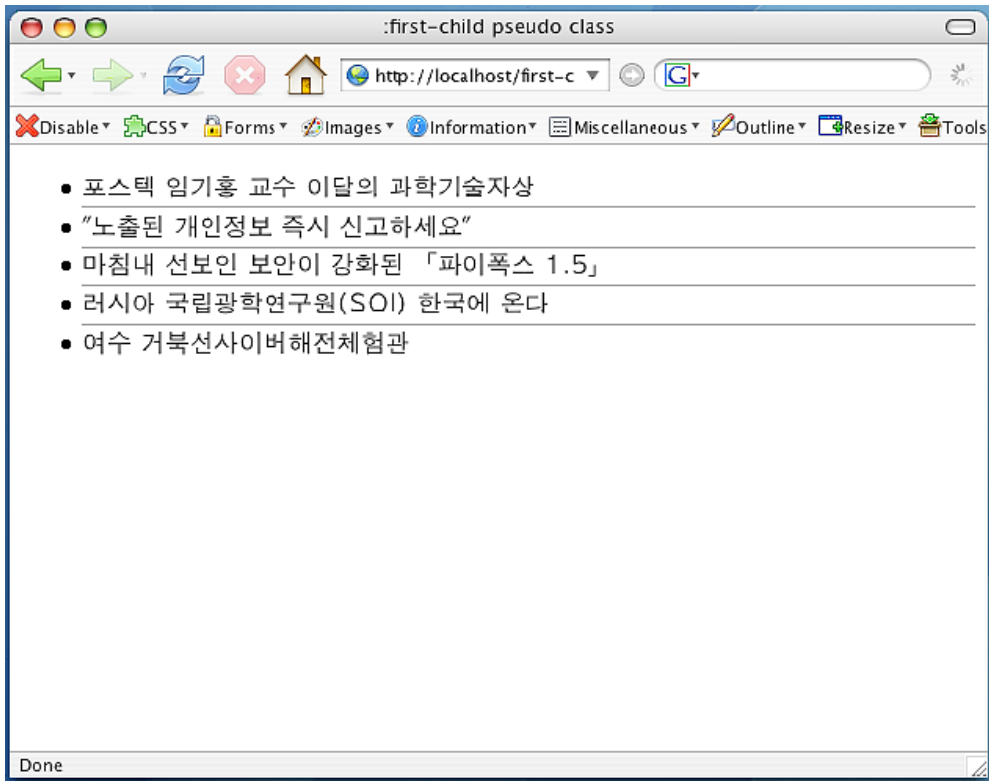 :first-child pseudo class
http://localhost/first-c
G
Disable CSS Forms Images Information Miscellaneous Outline Resize Tools
포스텍 임기홍 교수 이달의 과학기술자상
"노출된 개인정보 즉시 신고하세요"
마침내 선보인 보안이 강화된 「파이폭스 1.5」
러시아 국립광학연구원(SOI) 한국에 온다
여수 거북선사이버해전체험관
Done